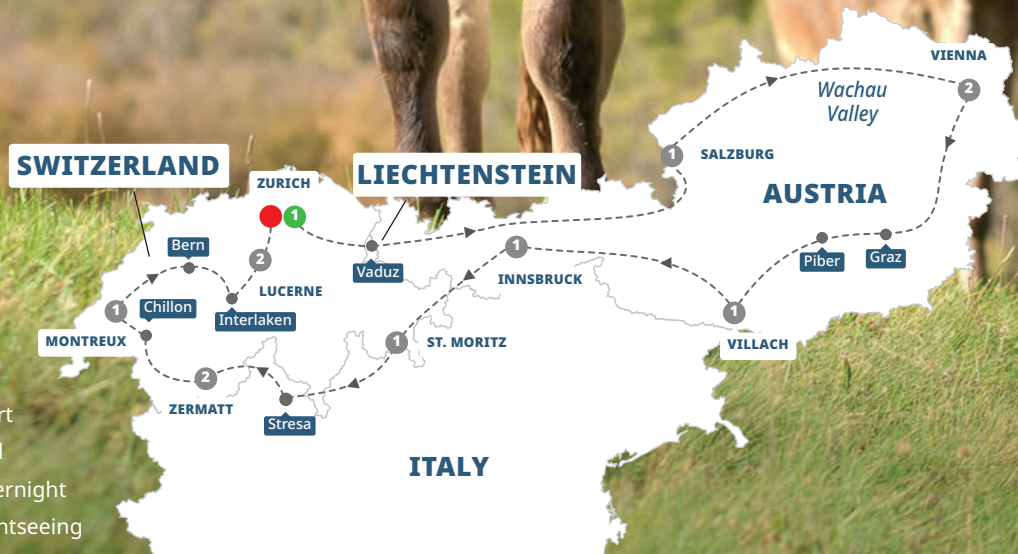 VIENNA
Wachau
Valley
2
1
SALZBURG
SWITZERLAND
LIECHTENSTEIN
ZURICH
AUSTRIA
1
Bern
2
Vaduz
1
INNSBRUCK
Piber
Graz
LUCERNE
Chillon
Interlaken
1
MONTREUX
1
ST. MORITZ
1
VILLACH
2
ZERMATT
Stresa
ITALY
rt
l
ernight
ntseeing